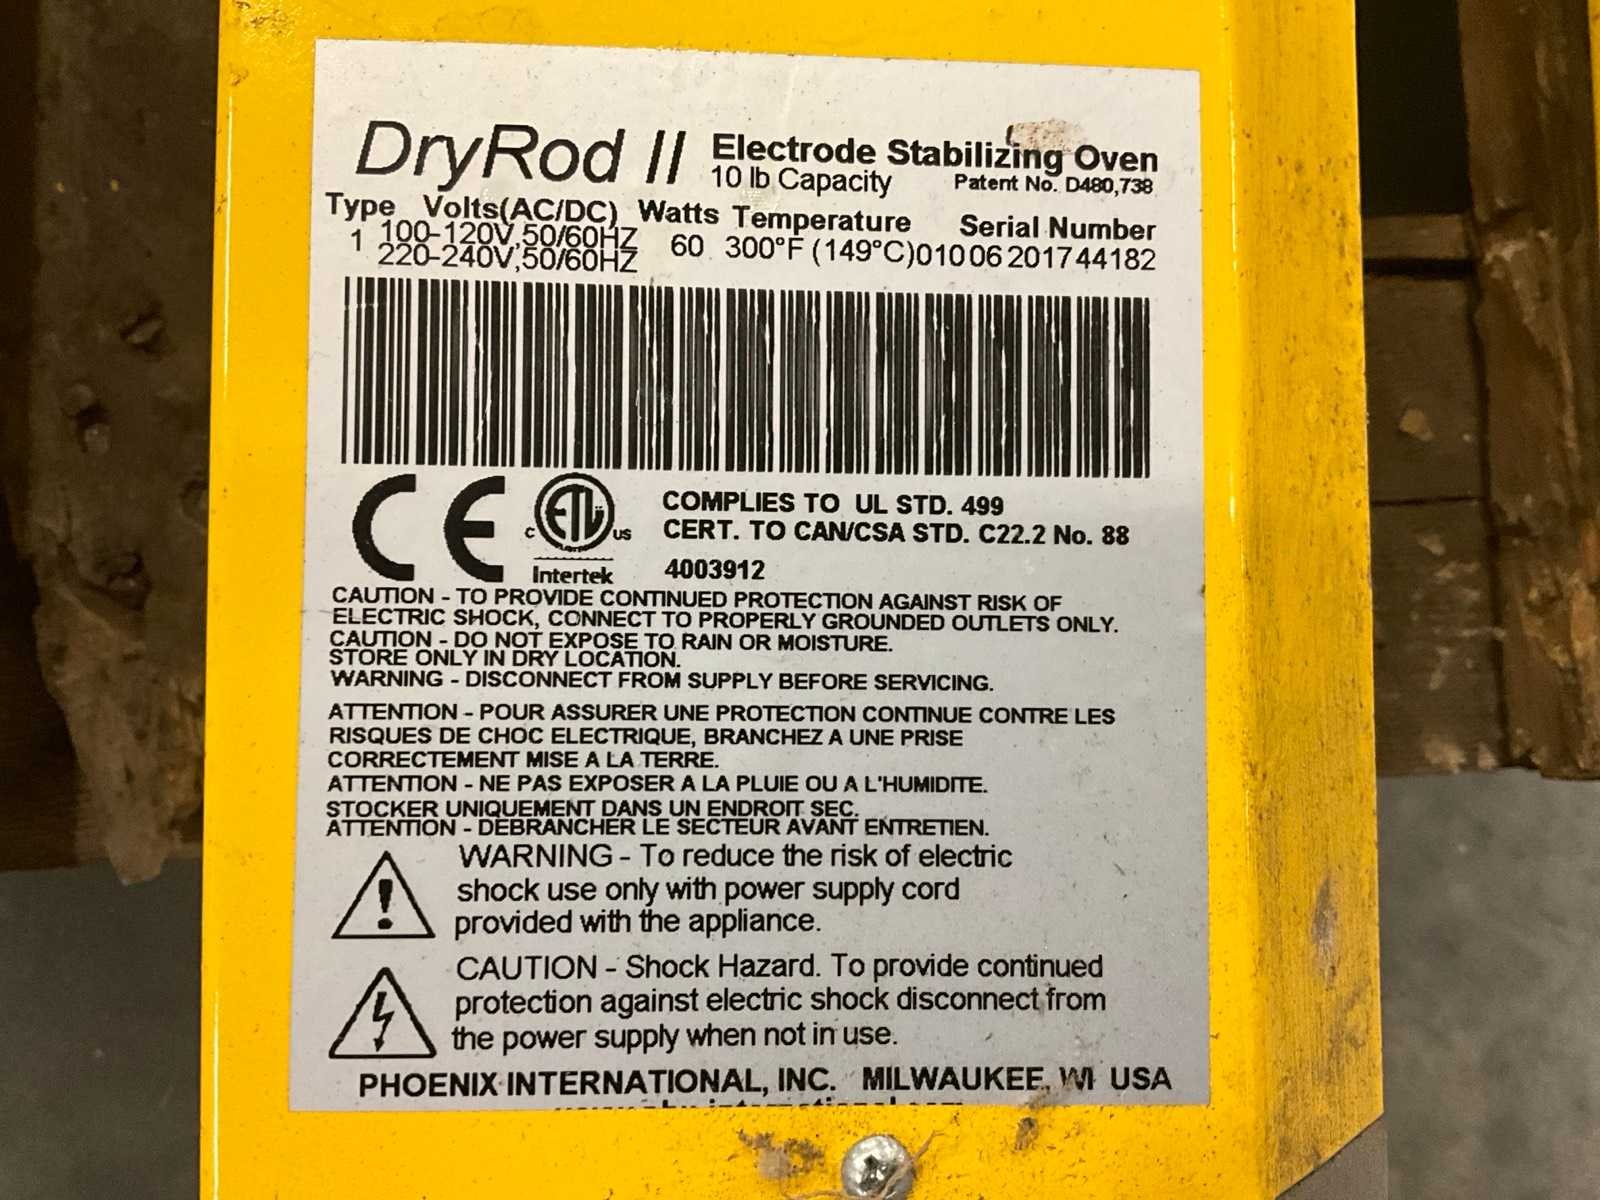 DryRod II Electrode Stabilizing Oven
10 lb Capacity Patent No. D480,738
Type Volts(AC/DC) Watts Temperature Serial Number
1 100-120V,50/60HZ 60 300°F (149°C) 01006201744182
220-240V,50/60HZ
CE
ETL
C US
Intertek
COMPLIES TO UL STD. 499
CERT. TO CAN/CSA STD. C22.2 No. 88
4003912
CAUTION - TO PROVIDE CONTINUED PROTECTION AGAINST RISK OF
ELECTRIC SHOCK, CONNECT TO PROPERLY GROUNDED OUTLETS ONLY.
CAUTION - DO NOT EXPOSE TO RAIN OR MOISTURE.
STORE ONLY IN DRY LOCATION.
WARNING - DISCONNECT FROM SUPPLY BEFORE SERVICING.
ATTENTION - POUR ASSURER UNE PROTECTION CONTINUE CONTRE LES
RISQUES DE CHOC ELECTRIQUE, BRANCHEZ A UNE PRISE
CORRECTEMENT MISE A LA TERRE.
ATTENTION - NE PAS EXPOSER A LA PLUIE OU A L'HUMIDITE.
STOCKER UNIQUEMENT DANS UN ENDROIT SEC.
ATTENTION - DEBRANCHER LE SECTEUR AVANT ENTRETIEN.
WARNING - To reduce the risk of electric
shock use only with power supply cord
provided with the appliance.
CAUTION - Shock Hazard. To provide continued
protection against electric shock disconnect from
the power supply when not in use.
PHOENIX INTERNATIONAL, INC. MILWAUKEE, WI USA